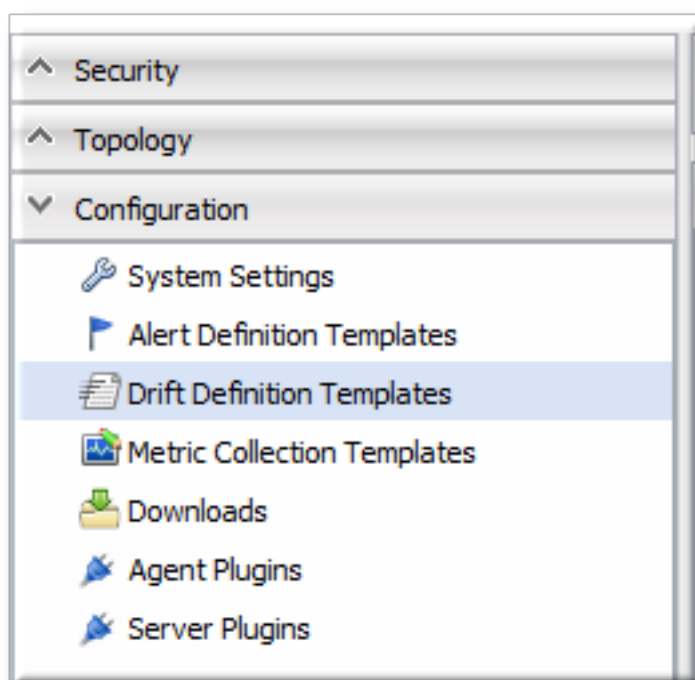 Security
Topology
Configuration
System Settings
Alert Definition Templates
Drift Definition Templates
Metric Collection Templates
Downloads
Agent Plugins
Server Plugins